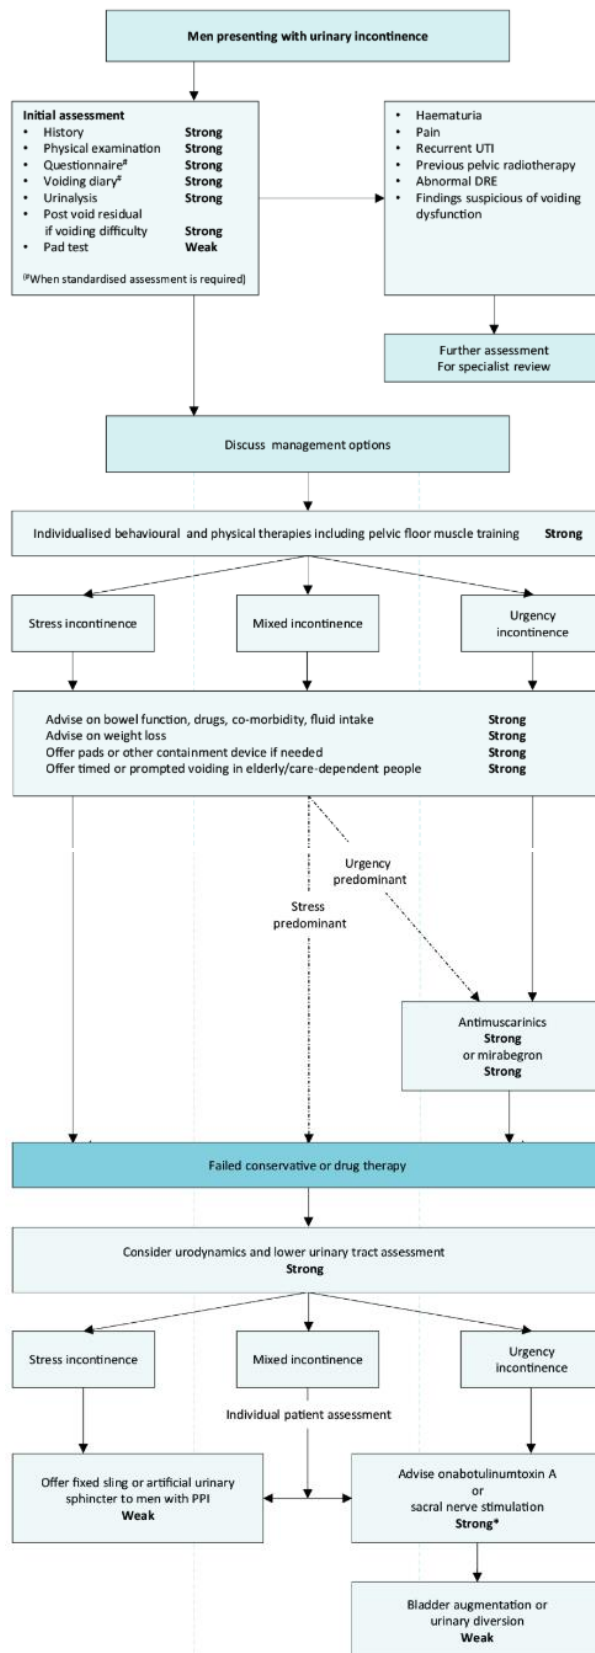 Men presenting with urinary incontinence
Initial assessment
• History Strong
• Physical examination Strong
• Questionnaire# Strong
• Voiding diary# Strong
• Urinalysis Strong
• Post void residual
if voiding difficulty Strong
• Pad test Weak
(#When standardised assessment is required)
• Haematuria
• Pain
• Recurrent UTI
• Previous pelvic radiotherapy
• Abnormal DRE
• Findings suspicious of voiding
dysfunction
Further assessment
For specialist review
Discuss management options
Individualised behavioural and physical therapies including pelvic floor muscle training Strong
Stress incontinence
Mixed incontinence
Urgency
incontinence
Advise on bowel function, drugs, co-morbidity, fluid intake Strong
Advise on weight loss Strong
Offer pads or other containment device if needed Strong
Offer timed or prompted voiding in elderly/care-dependent people Strong
Urgency
predominant
Stress
predominant
Antimuscarinics
Strong
or mirabegron
Strong
Failed conservative or drug therapy
Consider urodynamics and lower urinary tract assessment
Strong
Stress incontinence
Mixed incontinence
Urgency
incontinence
Individual patient assessment
Offer fixed sling or artificial urinary
sphincter to men with PPI
Weak
Advise onabotulinumtoxin A
or
sacral nerve stimulation
Strong*
Bladder augmentation or
urinary diversion
Weak